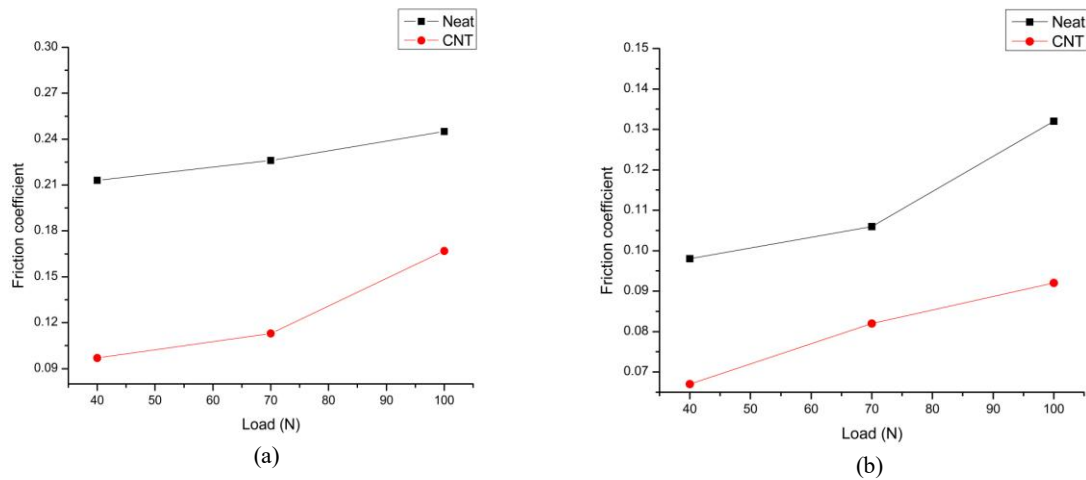 Neat
CNT
0.30
0.27
0.24
0.21
0.18
0.15
0.12
0.09
Friction coefficient
40 50 60 70 80 90 100
Load (N)
(a)
Neat
CNT
0.15
0.14
0.13
0.12
0.11
0.10
0.09
0.08
0.07
Friction coefficient
40 50 60 70 80 90 100
Load (N)
(b)